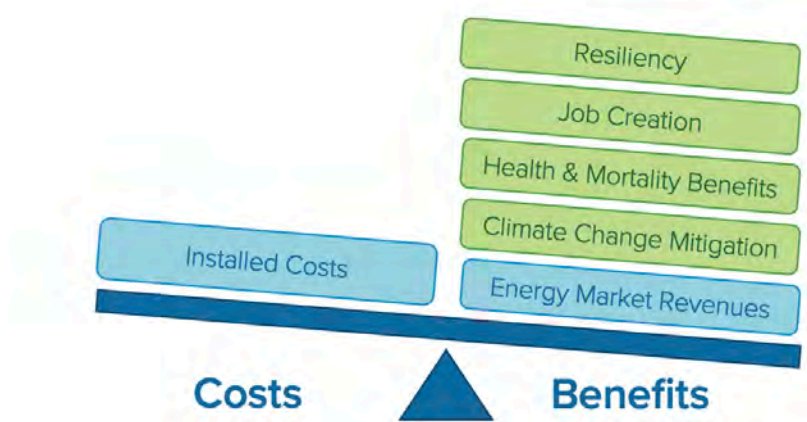 Resiliency
Job Creation
Health & Mortality Benefits
Climate Change Mitigation
Installed Costs
Energy Market Revenues
Costs
Benefits